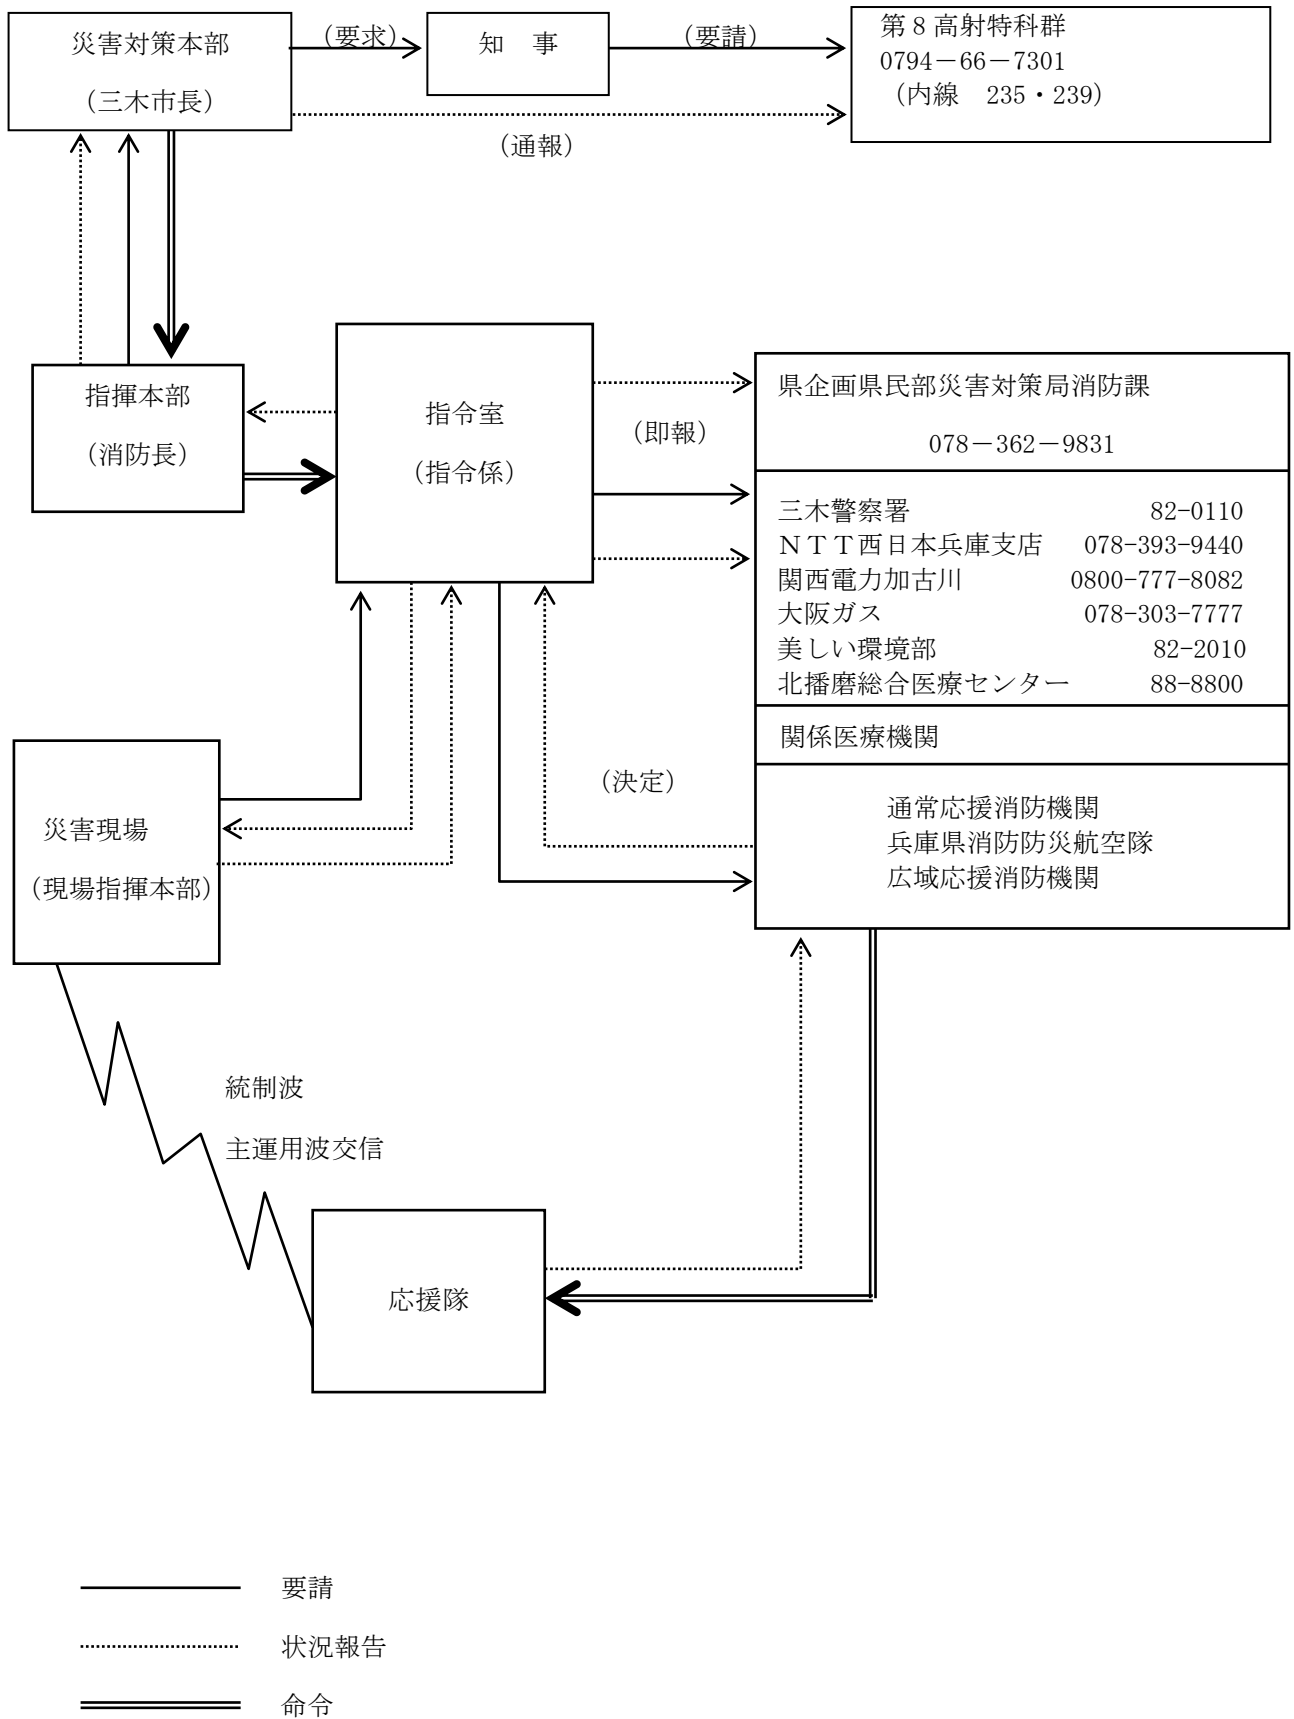 災害対策本部
（三木市長）
（要求）
知　事
（要請）
第８高射特科群
0794－66－7301
（内線　235・239）
（通報）
指揮本部
（消防長）
指令室
（指令係）
（即報）
県企画県民部災害対策局消防課
078－362－9831
三木警察署　82-0110
ＮＴＴ西日本兵庫支店　078-393-9440
関西電力加古川　0800-777-8082
大阪ガス　078-303-7777
美しい環境部　82-2010
北播磨総合医療センター　88-8800
関係医療機関
（決定）
通常応援消防機関
兵庫県消防防災航空隊
広域応援消防機関
災害現場
（現場指揮本部）
統制波
主運用波交信
応援隊
要請
状況報告
命令